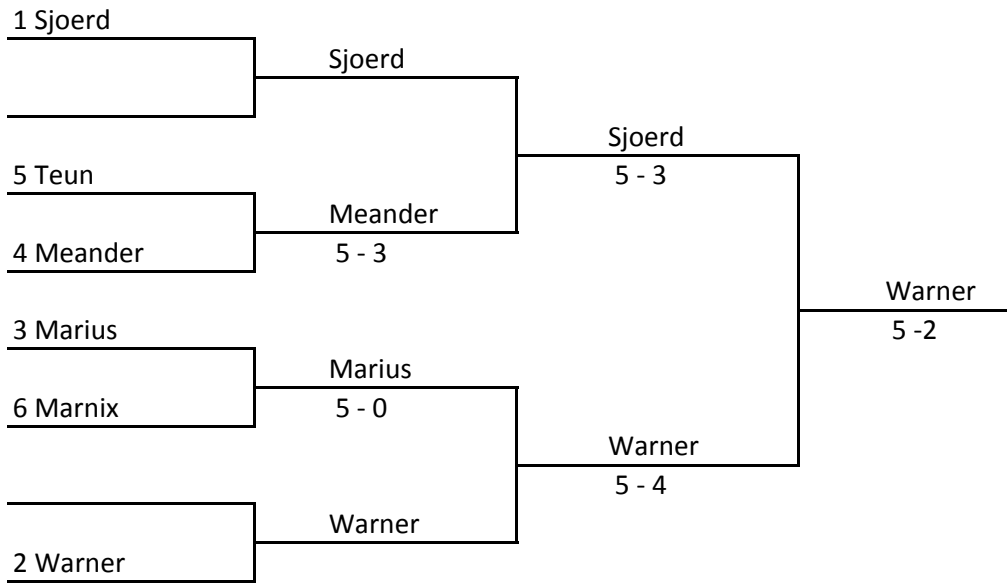 1 Sjoerd
Sjoerd
Sjoerd
5 - 3
5 Teun
Meander
5 - 3
4 Meander
Warner
5 -2
3 Marius
Marius
5 - 0
6 Marnix
Warner
5 - 4
Warner
2 Warner